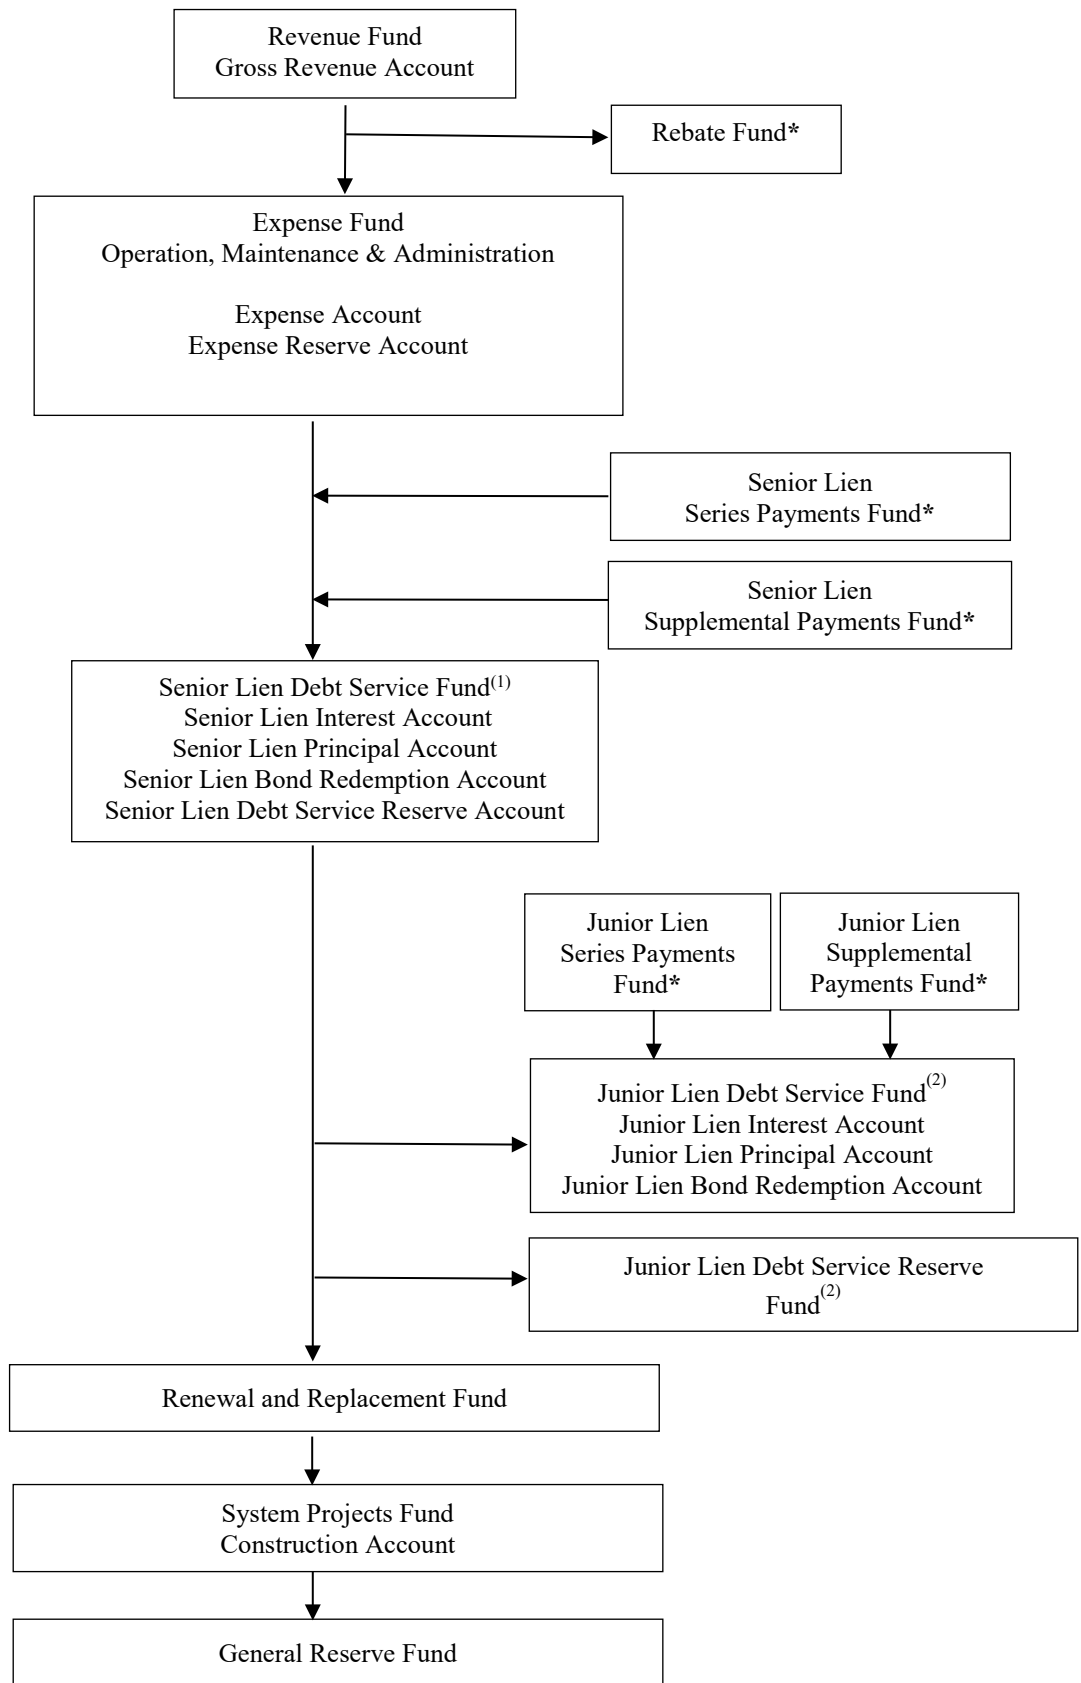 Revenue Fund
Gross Revenue Account
Rebate Fund*
Expense Fund
Operation, Maintenance & Administration
Expense Account
Expense Reserve Account
Senior Lien
Series Payments Fund*
Senior Lien
Supplemental Payments Fund*
Senior Lien Debt Service Fund(1)
Senior Lien Interest Account
Senior Lien Principal Account
Senior Lien Bond Redemption Account
Senior Lien Debt Service Reserve Account
Junior Lien
Series Payments
Fund*
Junior Lien
Supplemental
Payments Fund*
Junior Lien Debt Service Fund(2)
Junior Lien Interest Account
Junior Lien Principal Account
Junior Lien Bond Redemption Account
Junior Lien Debt Service Reserve
Fund(2)
Renewal and Replacement Fund
System Projects Fund
Construction Account
General Reserve Fund